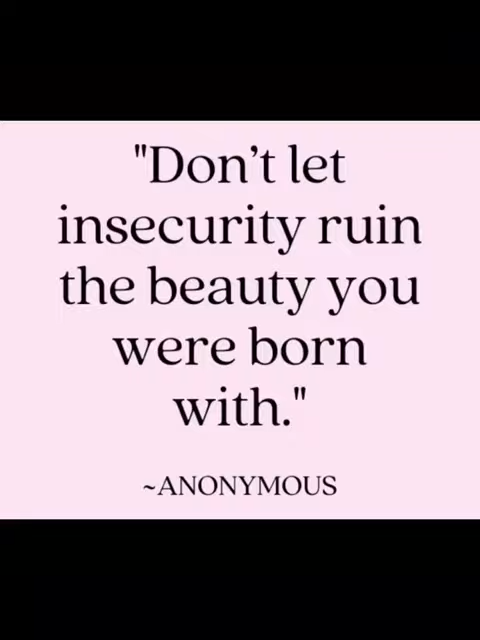 "Don’t let
insecurity ruin
the beauty you
were born
with."
~ANONYMOUS